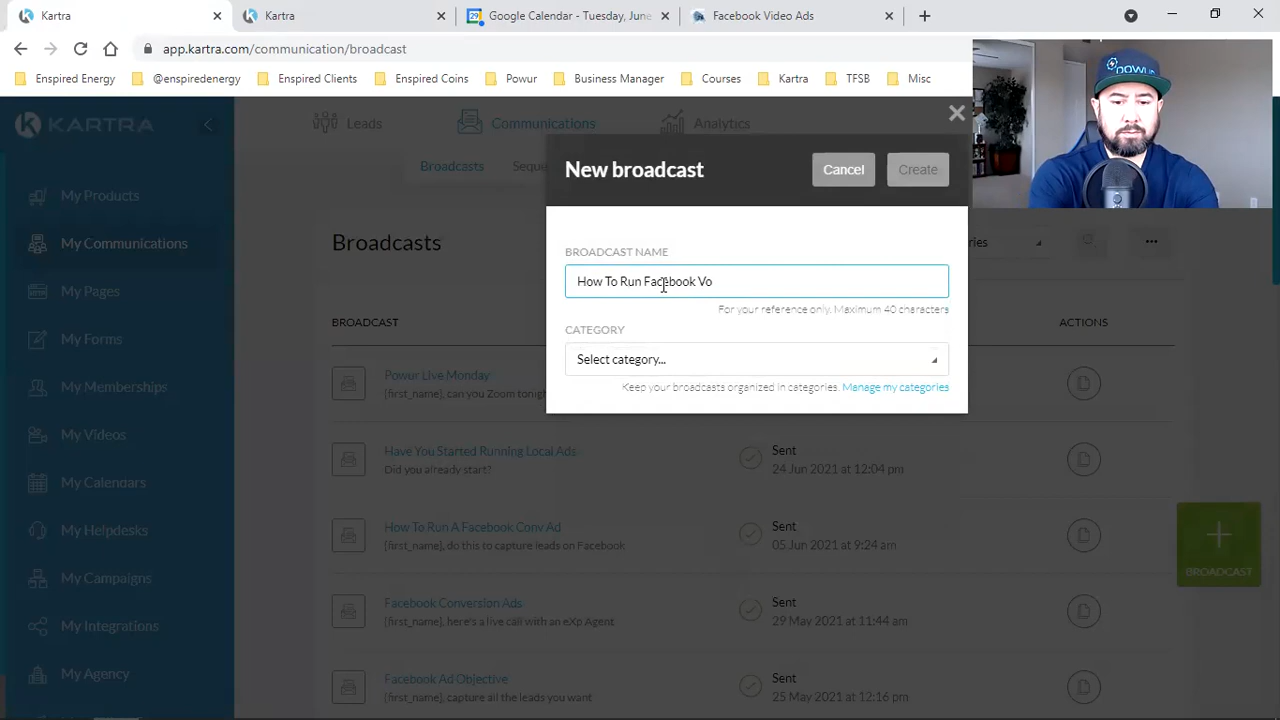 Kartra
Kartra
Google Calendar - Tuesday, June
Facebook Video Ads
app.kartra.com/communication/broadcast
Enspired Energy
@enspiredenergy
Enspired Clients
Enspired Coins
Powur
Business Manager
Courses
Kartra
TFSB
Misc
powur
KARTRA
Leads
Communications
Analytics
Broadcasts
Seque
My Products
My Communications
My Pages
My Forms
My Memberships
My Videos
My Calendars
My Helpdesks
My Campaigns
My Integrations
My Agency
New broadcast
Cancel
Create
BROADCAST NAME
How To Run Facebook Vo
For your reference only. Maximum 40 characters
CATEGORY
Select category...
Keep your broadcasts organized in categories. Manage my categories
Broadcasts
ries
BROADCAST
ACTIONS
Powur Live Monday
{first_name}, can you Zoom tonigh
Have You Started Running Local Ads
Did you already start?
Sent
24 Jun 2021 at 12:04 pm
How To Run A Facebook Conv Ad
{first_name}, do this to capture leads on Facebook
Sent
05 Jun 2021 at 9:24 am
Facebook Conversion Ads
{first_name}, here's a live call with an eXp Agent
Sent
29 May 2021 at 11:44 am
Facebook Ad Objective
{first_name}, capture all the leads you want
Sent
25 May 2021 at 12:16 pm
BROADCAST